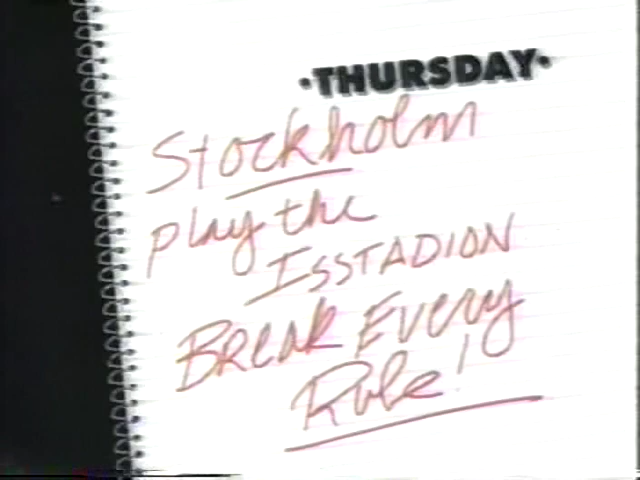 ·THURSDAY·
Stockholm
play the
ISSTADION
BREAK EVERY
Rule!